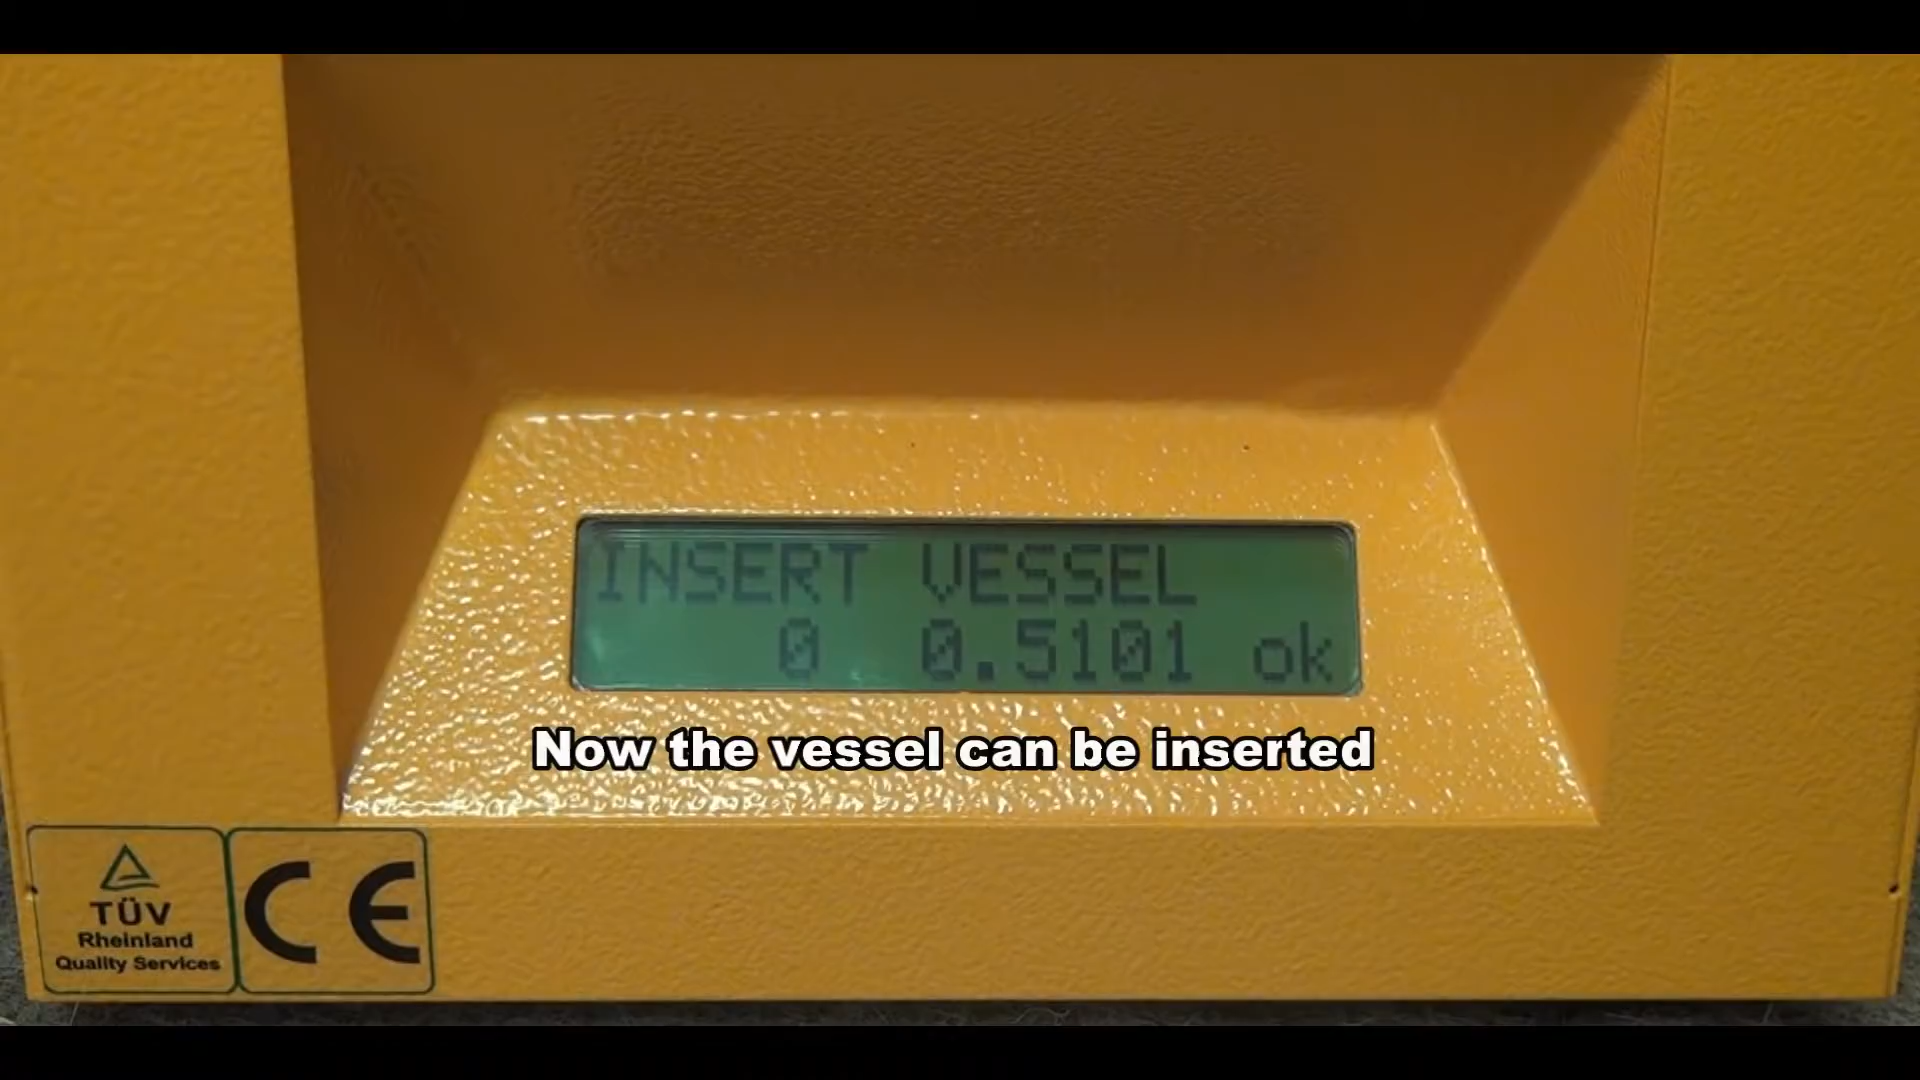 INSERT VESSEL
0 0.5101 ok
Now the vessel can be inserted
TÜV
Rheinland
Quality Services
CE